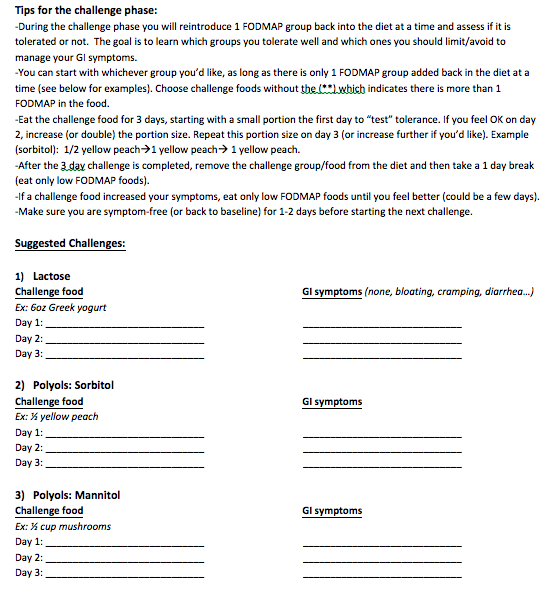 Tips for the challenge phase:
-During the challenge phase you will reintroduce 1 FODMAP group back into the diet at a time and assess if it is
tolerated or not.  The goal is to learn which groups you tolerate well and which ones you should limit/avoid to
manage your GI symptoms.
-You can start with whichever group you'd like, as long as there is only 1 FODMAP group added back in the diet at a
time (see below for examples). Choose challenge foods without the (**) which indicates there is more than 1
FODMAP in the food.
-Eat the challenge food for 3 days, starting with a small portion the first day to "test" tolerance. If you feel OK on day
2, increase (or double) the portion size. Repeat this portion size on day 3 (or increase further if you'd like). Example
(sorbitol):  1/2 yellow peach→1 yellow peach→ 1 yellow peach.
-After the 3 day challenge is completed, remove the challenge group/food from the diet and then take a 1 day break
(eat only low FODMAP foods).
-If a challenge food increased your symptoms, eat only low FODMAP foods until you feel better (could be a few days).
-Make sure you are symptom-free (or back to baseline) for 1-2 days before starting the next challenge.
Suggested Challenges:
1)  Lactose
Challenge food GI symptoms (none, bloating, cramping, diarrhea...)
Ex: 6oz Greek yogurt
Day 1: ____________________ ____________________
Day 2: ____________________ ____________________
Day 3: ____________________ ____________________
2)  Polyols: Sorbitol
Challenge food GI symptoms
Ex: ½ yellow peach
Day 1: ____________________ ____________________
Day 2: ____________________ ____________________
Day 3: ____________________ ____________________
3)  Polyols: Mannitol
Challenge food GI symptoms
Ex: ½ cup mushrooms
Day 1: ____________________ ____________________
Day 2: ____________________ ____________________
Day 3: ____________________ ____________________